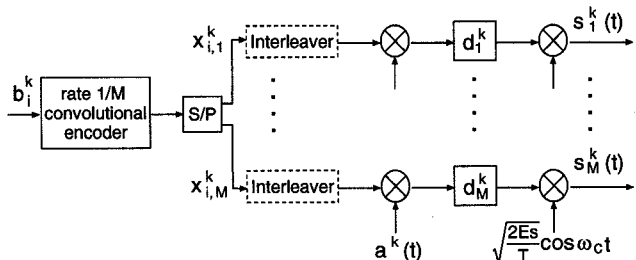 b_i^k
rate 1/M
convolutional
encoder
S/P
x_{i,1}^k
Interleaver
d_1^k
s_1^k(t)
x_{i,M}^k
Interleaver
d_M^k
s_M^k(t)
a^k(t)
√(2Es/T) cos ω_c t